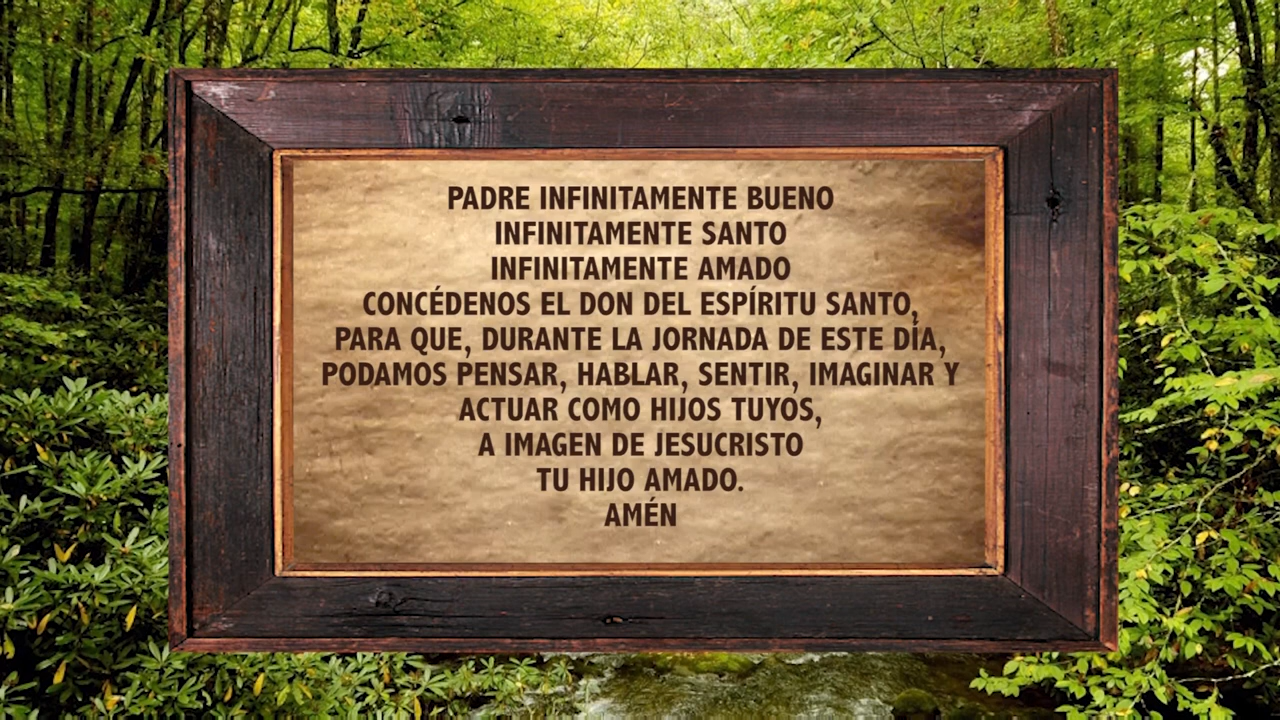 PADRE INFINITAMENTE BUENO
INFINITAMENTE SANTO
INFINITAMENTE AMADO
CONCÉDENOS EL DON DEL ESPÍRITU SANTO,
PARA QUE, DURANTE LA JORNADA DE ESTE DÍA,
PODAMOS PENSAR, HABLAR, SENTIR, IMAGINAR Y
ACTUAR COMO HIJOS TUYOS,
A IMAGEN DE JESUCRISTO
TU HIJO AMADO.
AMÉN